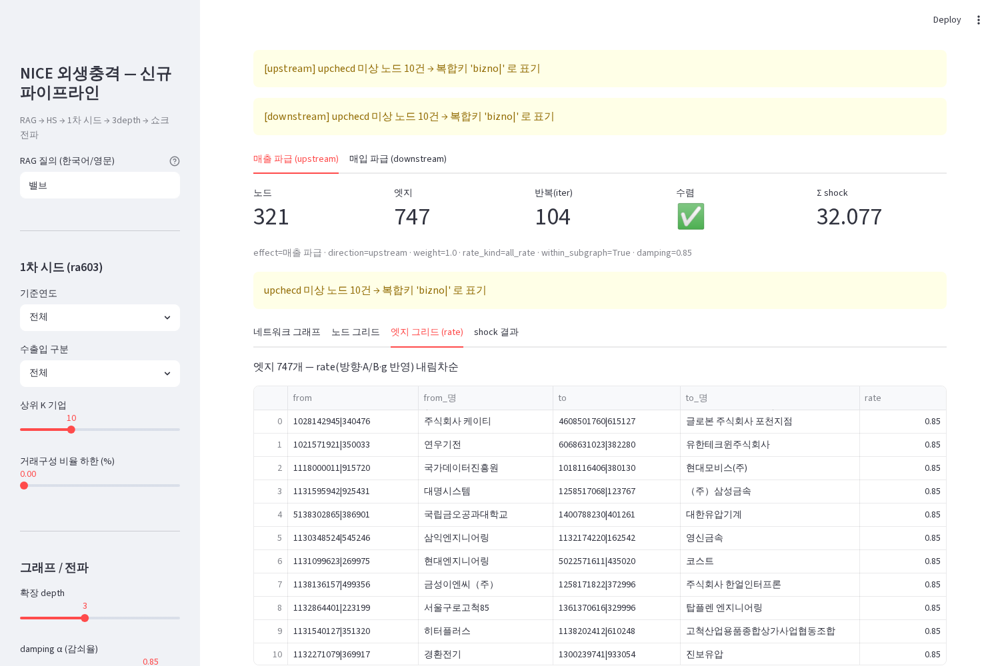 Deploy
NICE 외생충격 — 신규
파이프라인
RAG → HS → 1차 시드 → 3depth → 쇼크
전파
RAG 질의 (한국어/영문)
밸브
1차 시드 (ra603)
기준연도
전체
수출입 구분
전체
상위 K 기업
10
거래구성 비율 하한 (%)
0.00
그래프 / 전파
확장 depth
3
damping α (감쇠율)
0.85
[upstream] upchecd 미상 노드 10건 → 복합키 'bizno|' 로 표기
[downstream] upchecd 미상 노드 10건 → 복합키 'bizno|' 로 표기
매출 파급 (upstream) 매입 파급 (downstream)
노드 엣지 반복(iter) 수렴 Σ shock
321 747 104 ✅ 32.077
effect=매출 파급 · direction=upstream · weight=1.0 · rate_kind=all_rate · within_subgraph=True · damping=0.85
upchecd 미상 노드 10건 → 복합키 'bizno|' 로 표기
네트워크 그래프 노드 그리드 엣지 그리드 (rate) shock 결과
엣지 747개 — rate(방향·A/B·g 반영) 내림차순
from from_명 to to_명 rate
0 1028142945|340476 주식회사 케이티 4608501760|615127 글로본 주식회사 포천지점 0.85
1 1021571921|350033 연우기전 6068631023|382280 유한테크윈주식회사 0.85
2 1118000011|915720 국가데이터진흥원 1018116406|380130 현대모비스(주) 0.85
3 1131595942|925431 대명시스템 1258517068|123767 （주）삼성금속 0.85
4 5138302865|386901 국립금오공과대학교 1400788230|401261 대한유압기계 0.85
5 1130348524|545246 삼익엔지니어링 1132174220|162542 영신금속 0.85
6 1131099623|269975 현대엔지니어링 5022571611|435020 코스트 0.85
7 1138136157|499356 금성이엔씨（주） 1258171822|372996 주식회사 한얼인터프론 0.85
8 1132864401|223199 서울구로고척85 1361370616|329996 탑플렌 엔지니어링 0.85
9 1131540127|351320 히터플러스 1138202412|610248 고척산업용품종합상가사업협동조합 0.85
10 1132271079|369917 경환전기 1300239741|933054 진보유압 0.85